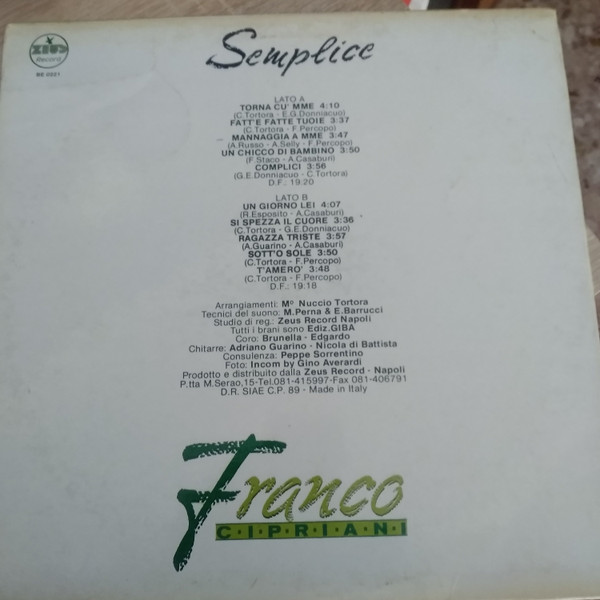 Semplice
ZEUS
Record
BE 0221
LATO A
TORNA CU' MME 4:10
(C.Tortora - E.G.Donniacuo)
FATT'E FATTE TUOIE 3:37
(C.Tortora - F.Percopo)
MANNAGGIA A MME 3:47
(A.Russo - A.Selly - F.Percopo)
UN CHICCO DI BAMBINO 3:50
(F.Staco - A.Casaburi)
COMPLICI 3:56
(G.E.Donniacuo - C.Tortora)
D.F.: 19:20
LATO B
UN GIORNO LEI 4:07
(R.Esposito - A.Casaburi)
SI SPEZZA IL CUORE 3:36
(C.Tortora - G.E.Donniacuo)
RAGAZZA TRISTE 3:57
(A.Guarino - A.Casaburi)
SOTT'O SOLE 3:50
(C.Tortora - F.Percopo)
T'AMERO' 3:48
(C.Tortora - F.Percopo)
D.F.: 19:18
Arrangiamenti: Mº Nuccio Tortora
Tecnici del suono: M.Perna & E.Barrucci
Studio di reg.: Zeus Record Napoli
Tutti i brani sono Ediz.GIBA
Coro: Brunella - Edgardo
Chitarre: Adriano Guarino - Nicola di Battista
Consulenza: Peppe Sorrentino
Foto: Incom by Gino Averardi
Prodotto e distribuito dalla Zeus Record - Napoli
P.tta M.Serao,15-Tel.081-415997-Fax 081-406791
D.R. SIAE C.P. 89 - Made in Italy
Franco
C·I·P·R·I·A·N·I